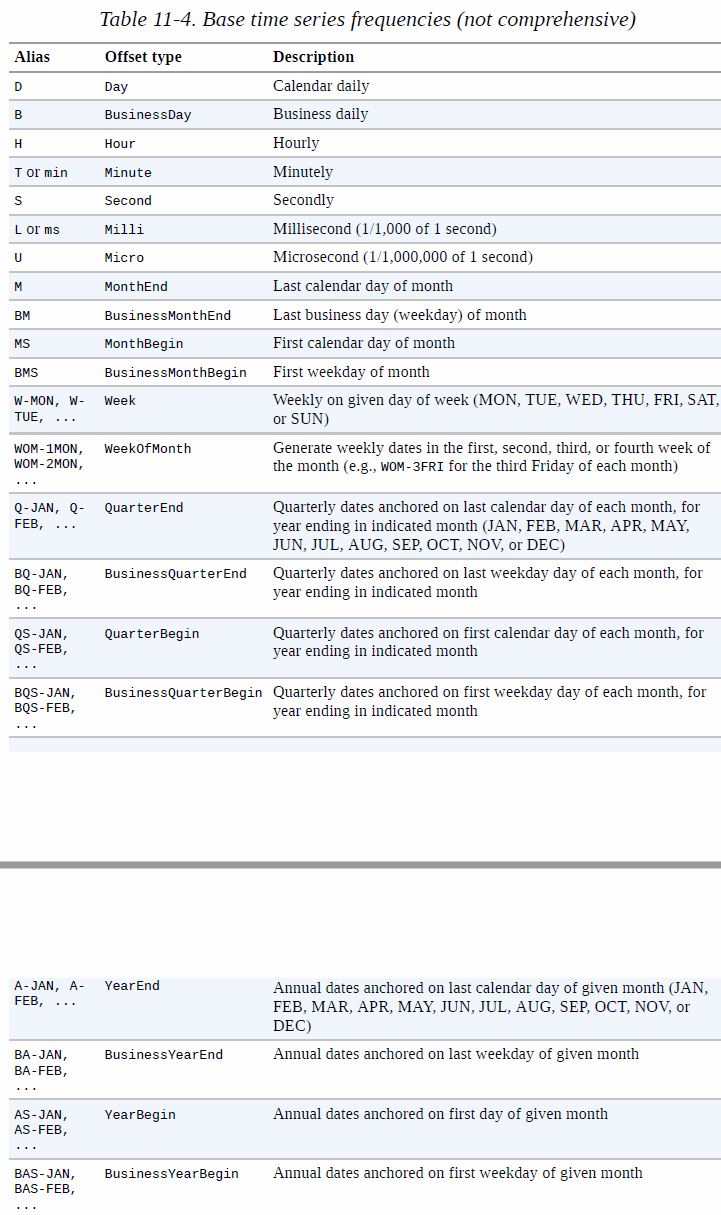 Table 11-4. Base time series frequencies (not comprehensive)
Alias Offset type Description
D Day Calendar daily
B BusinessDay Business daily
H Hour Hourly
T or min Minute Minutely
S Second Secondly
L or ms Milli Millisecond (1/1,000 of 1 second)
U Micro Microsecond (1/1,000,000 of 1 second)
M MonthEnd Last calendar day of month
BM BusinessMonthEnd Last business day (weekday) of month
MS MonthBegin First calendar day of month
BMS BusinessMonthBegin First weekday of month
W-MON, W- Week Weekly on given day of week (MON, TUE, WED, THU, FRI, SAT,
TUE, ... or SUN)
WOM-1MON, WeekOfMonth Generate weekly dates in the first, second, third, or fourth week of
WOM-2MON, the month (e.g., WOM-3FRI for the third Friday of each month)
...
Q-JAN, Q- QuarterEnd Quarterly dates anchored on last calendar day of each month, for
FEB, ... year ending in indicated month (JAN, FEB, MAR, APR, MAY,
JUN, JUL, AUG, SEP, OCT, NOV, or DEC)
BQ-JAN, BusinessQuarterEnd Quarterly dates anchored on last weekday day of each month, for
BQ-FEB, year ending in indicated month
...
QS-JAN, QuarterBegin Quarterly dates anchored on first calendar day of each month, for
QS-FEB, year ending in indicated month
...
BQS-JAN, BusinessQuarterBegin Quarterly dates anchored on first weekday day of each month, for
BQS-FEB, year ending in indicated month
...
A-JAN, A- YearEnd Annual dates anchored on last calendar day of given month (JAN,
FEB, ... FEB, MAR, APR, MAY, JUN, JUL, AUG, SEP, OCT, NOV, or
DEC)
BA-JAN, BusinessYearEnd Annual dates anchored on last weekday of given month
BA-FEB,
...
AS-JAN, YearBegin Annual dates anchored on first day of given month
AS-FEB,
...
BAS-JAN, BusinessYearBegin Annual dates anchored on first weekday of given month
BAS-FEB,
...